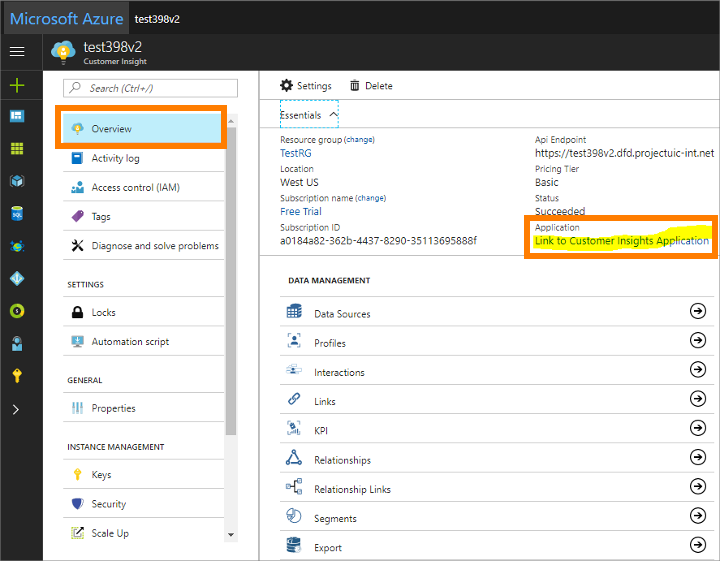 Microsoft Azure test398v2
test398v2
Customer Insight
Search (Ctrl+/)
Overview
Activity log
Access control (IAM)
Tags
Diagnose and solve problems
SETTINGS
Locks
Automation script
GENERAL
Properties
INSTANCE MANAGEMENT
Keys
Security
Scale Up
Settings Delete
Essentials
Resource group (change)
TestRG
Location
West US
Subscription name (change)
Free Trial
Subscription ID
a0184a82-362b-4437-8290-35113695888f
Api Endpoint
https://test398v2.dfd.projectuic-int.net
Pricing Tier
Basic
Status
Succeeded
Application
Link to Customer Insights Application
DATA MANAGEMENT
Data Sources
Profiles
Interactions
Links
KPI
Relationships
Relationship Links
Segments
Export